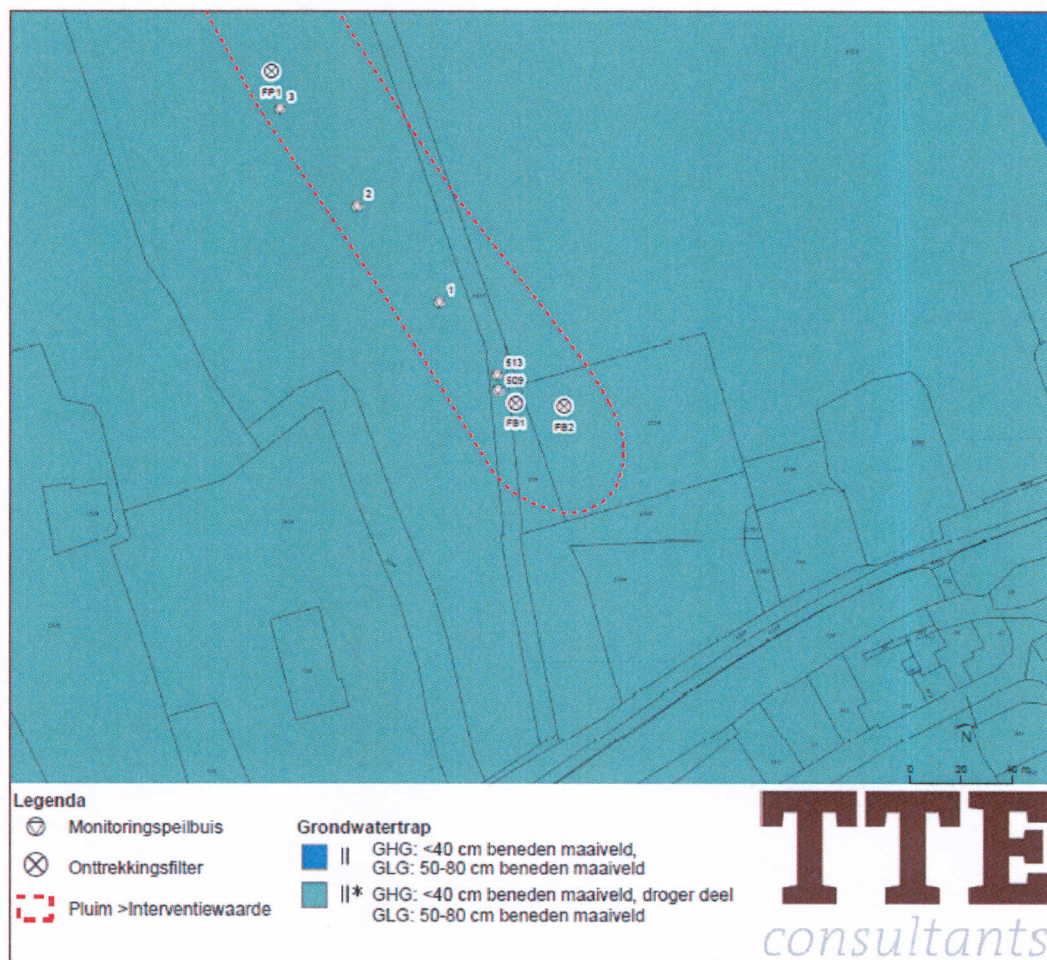 FP1
3
2
1
513
509
FB1
FB2
N
0 20 40 m
Legenda
Monitoringspeilbuis
Onttrekkingsfilter
Pluim >Interventiewaarde
Grondwatertrap
|| GHG: <40 cm beneden maaiveld,
GLG: 50-80 cm beneden maaiveld
||* GHG: <40 cm beneden maaiveld, droger deel
GLG: 50-80 cm beneden maaiveld
TTE
consultants